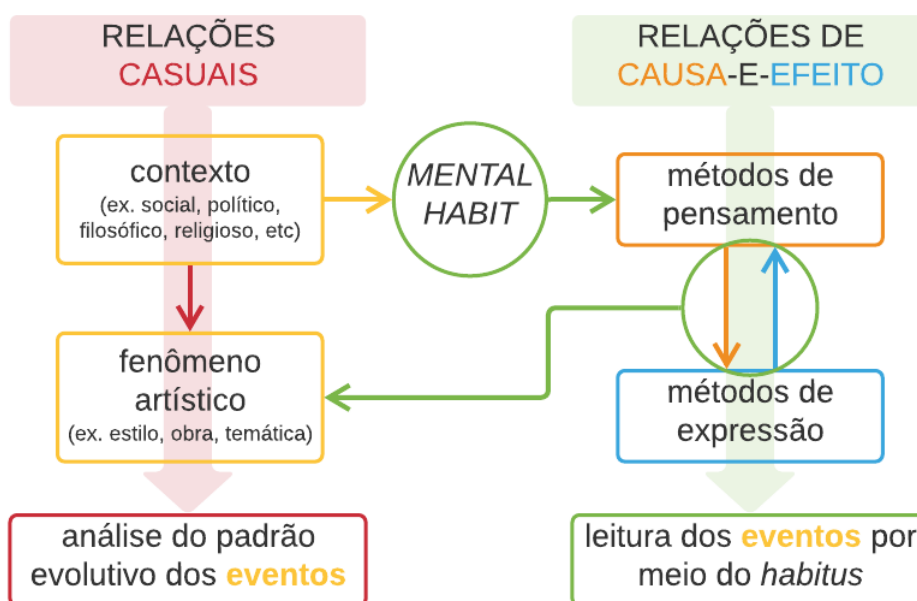 RELAÇÕES
CASUAIS
contexto
(ex. social, político,
filosófico, religioso, etc)
fenômeno
artístico
(ex. estilo, obra, temática)
análise do padrão
evolutivo dos eventos
MENTAL
HABIT
RELAÇÕES DE
CAUSA-E-EFEITO
métodos de
pensamento
métodos de
expressão
leitura dos eventos por
meio do habitus